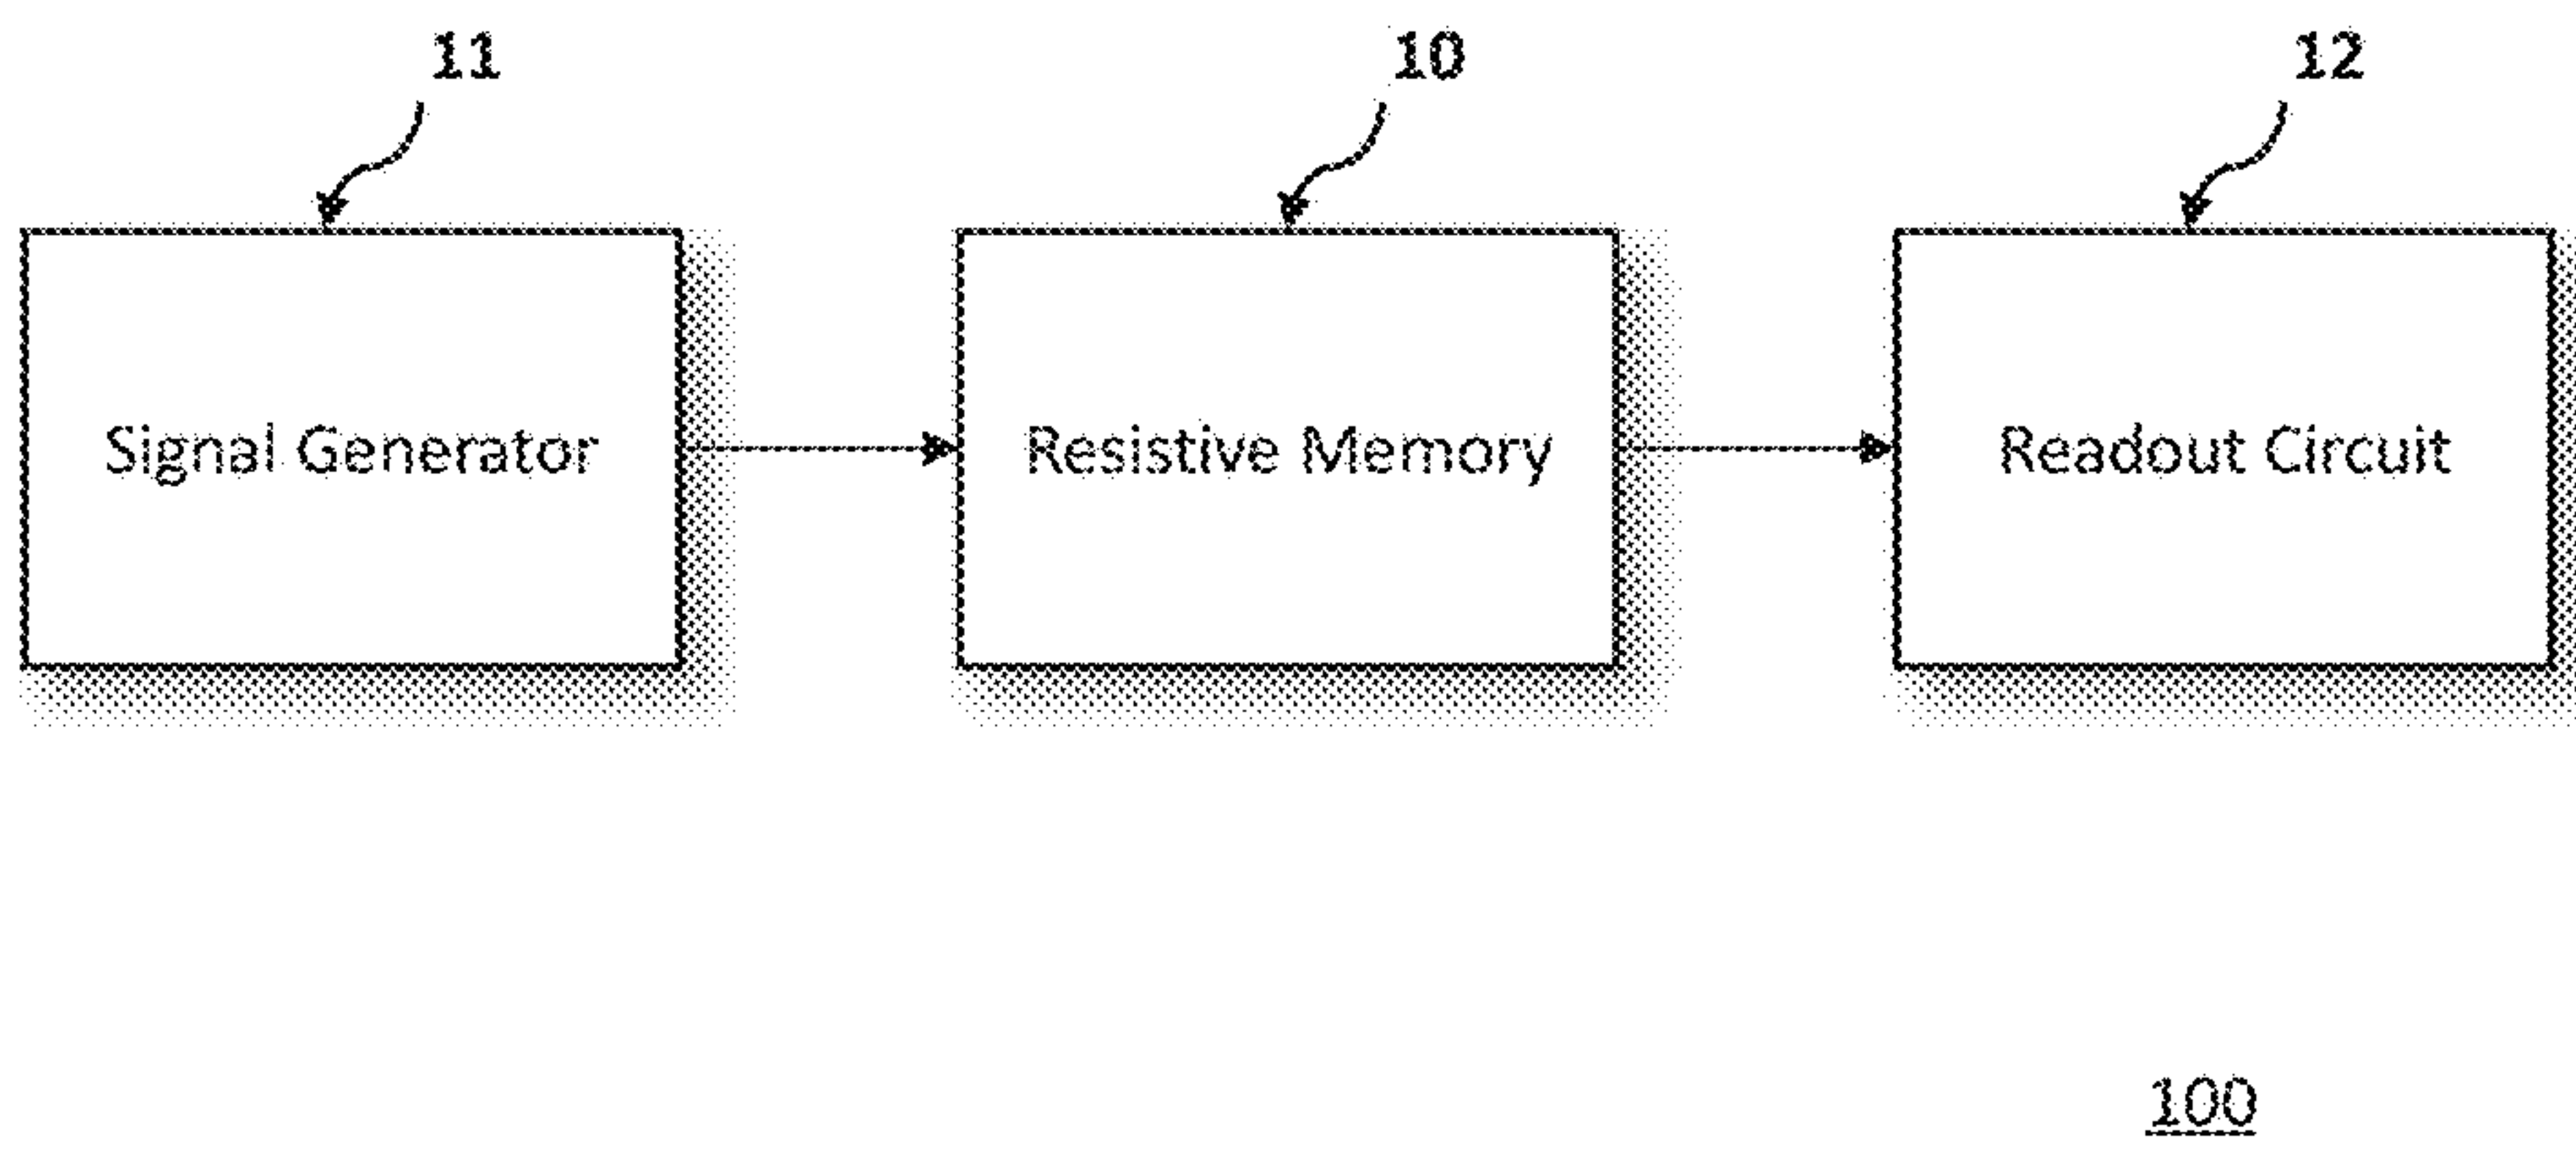 11
10
12
Signal Generator
Resistive Memory
Readout Circuit
100